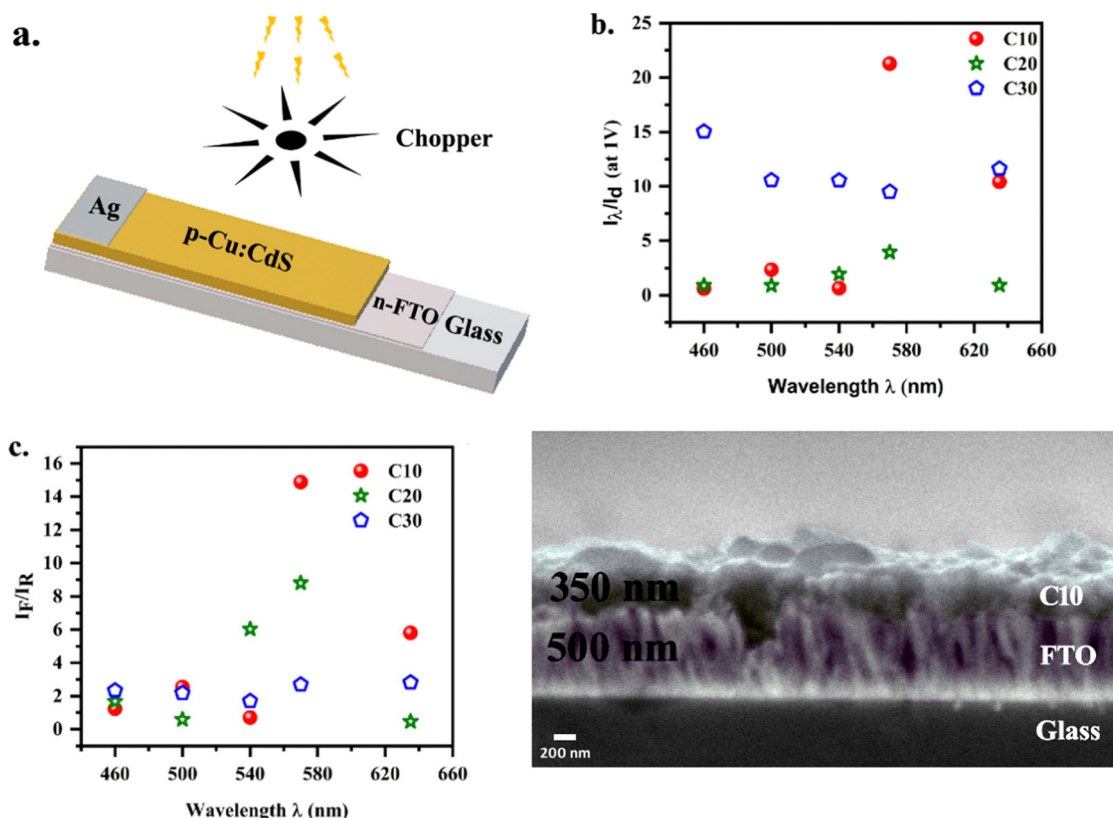 a.
Chopper
Ag
p-Cu:CdS
n-FTO
Glass
b.
I_λ/I_d (at 1V)
25
20
15
10
5
0
C10
C20
C30
460 500 540 580 620 660
Wavelength λ (nm)
c.
I_F/I_R
16
14
12
10
8
6
4
2
0
C10
C20
C30
460 500 540 580 620 660
Wavelength λ (nm)
350 nm
C10
500 nm
FTO
Glass
200 nm